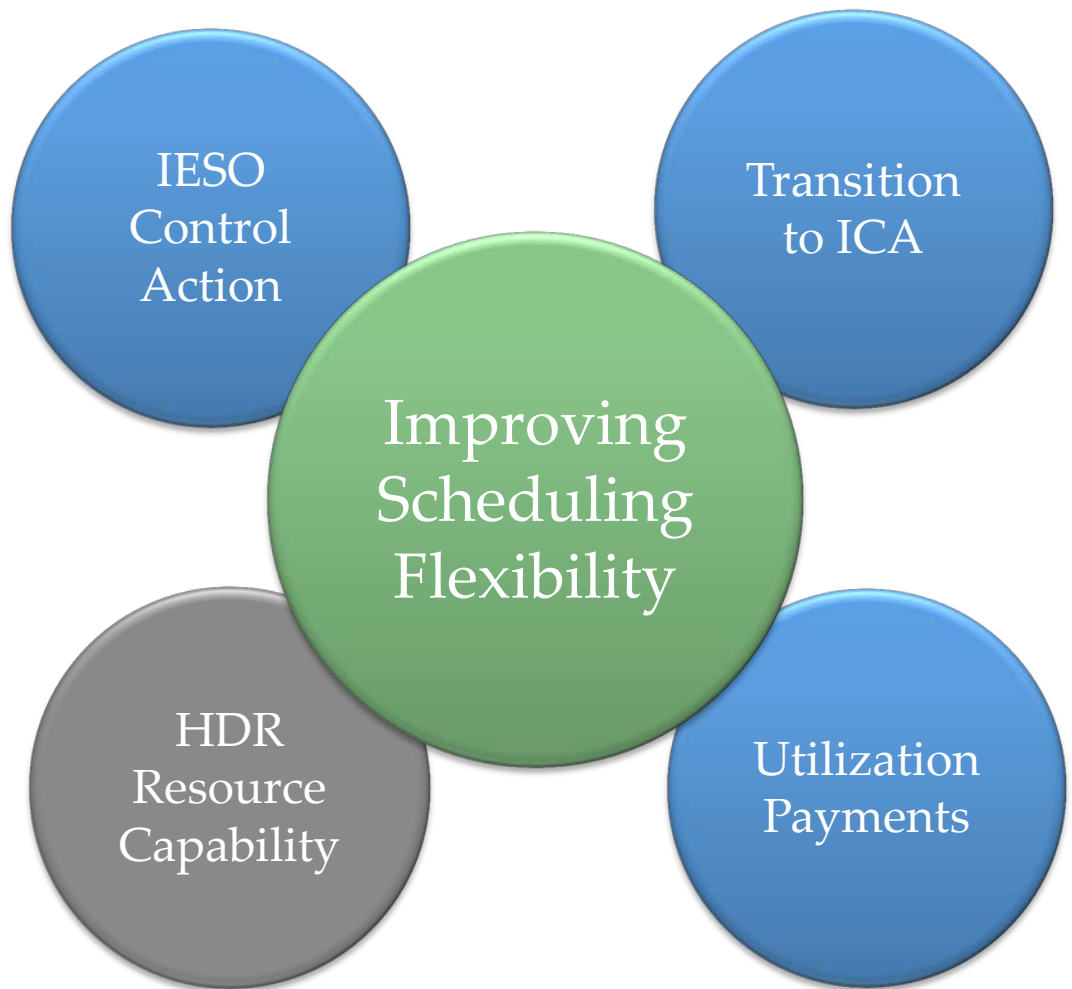 IESO
Control
Action
Transition
to ICA
Improving
Scheduling
Flexibility
HDR
Resource
Capability
Utilization
Payments